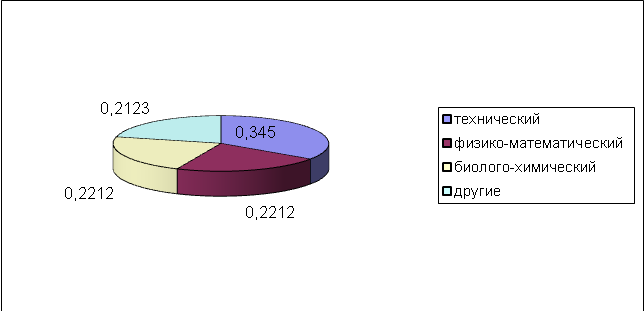 0,2123
0,345
0,2212
0,2212
технический
физико-математический
биолого-химический
другие